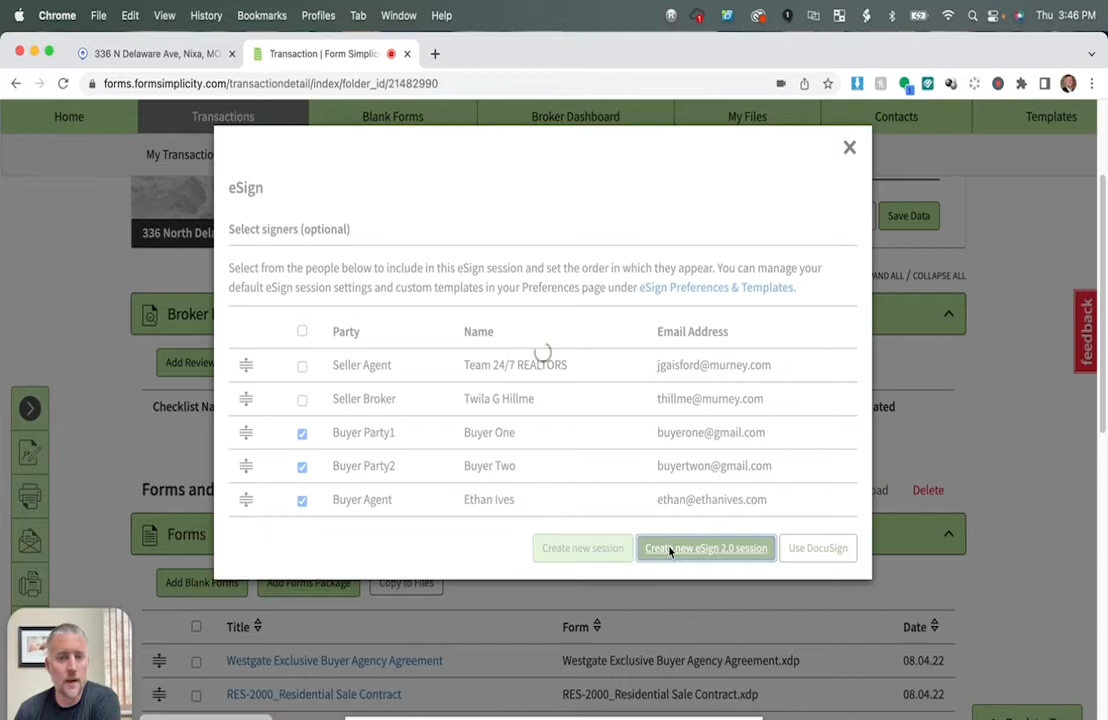 Chrome File Edit View History Bookmarks Profiles Tab Window Help Thu 3:46 PM
336 N Delaware Ave, Nixa, MO Transaction | Form Simplici
forms.formsimplicity.com/transactiondetail/index/folder_id/21482990
Home Transactions Blank Forms Broker Dashboard My Files Contacts Templates
My Transactio
eSign
Save Data
336 North Del
Select signers (optional)
Select from the people below to include in this eSign session and set the order in which they appear. You can manage your
default eSign session settings and custom templates in your Preferences page under eSign Preferences & Templates.
AND ALL / COLLAPSE ALL
Broker
feedback
Party Name Email Address
Add Review
Seller Agent Team 24/7 REALTORS jgaisford@murney.com
Seller Broker Twila G Hillme thillme@murney.com
Checklist Na ated
Buyer Party1 Buyer One buyerone@gmail.com
Buyer Party2 Buyer Two buyertwon@gmail.com
Forms and oad Delete
Buyer Agent Ethan Ives ethan@ethanives.com
Forms
Create new session Create new eSign 2.0 session Use DocuSign
Add Blank Forms Add Forms Package Copy to Files
Title Form Date
Westgate Exclusive Buyer Agency Agreement Westgate Exclusive Buyer Agency Agreement.xdp 08.04.22
RES-2000_Residential Sale Contract RES-2000_Residential Sale Contract.xdp 08.04.22